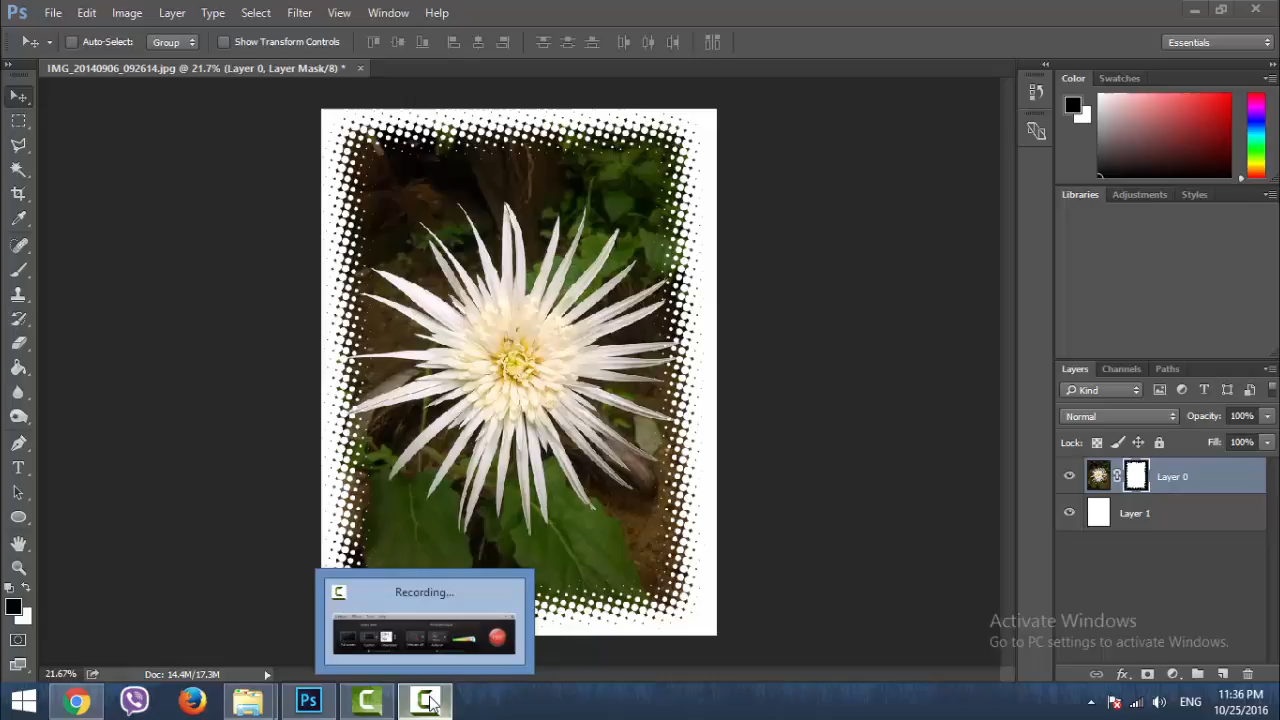 Ps File Edit Image Layer Type Select Filter View Window Help
Auto-Select: Group Show Transform Controls Essentials
IMG_20140906_092614.jpg @ 21.7% (Layer 0, Layer Mask/8) *
Color Swatches
Libraries Adjustments Styles
Layers Channels Paths
Kind
Normal Opacity: 100%
Lock: Fill: 100%
Layer 0
Layer 1
Recording...
Activate Windows
Go to PC settings to activate Windows.
21.67% Doc: 14.4M/17.3M
Ps ENG 11:36 PM
10/25/2016